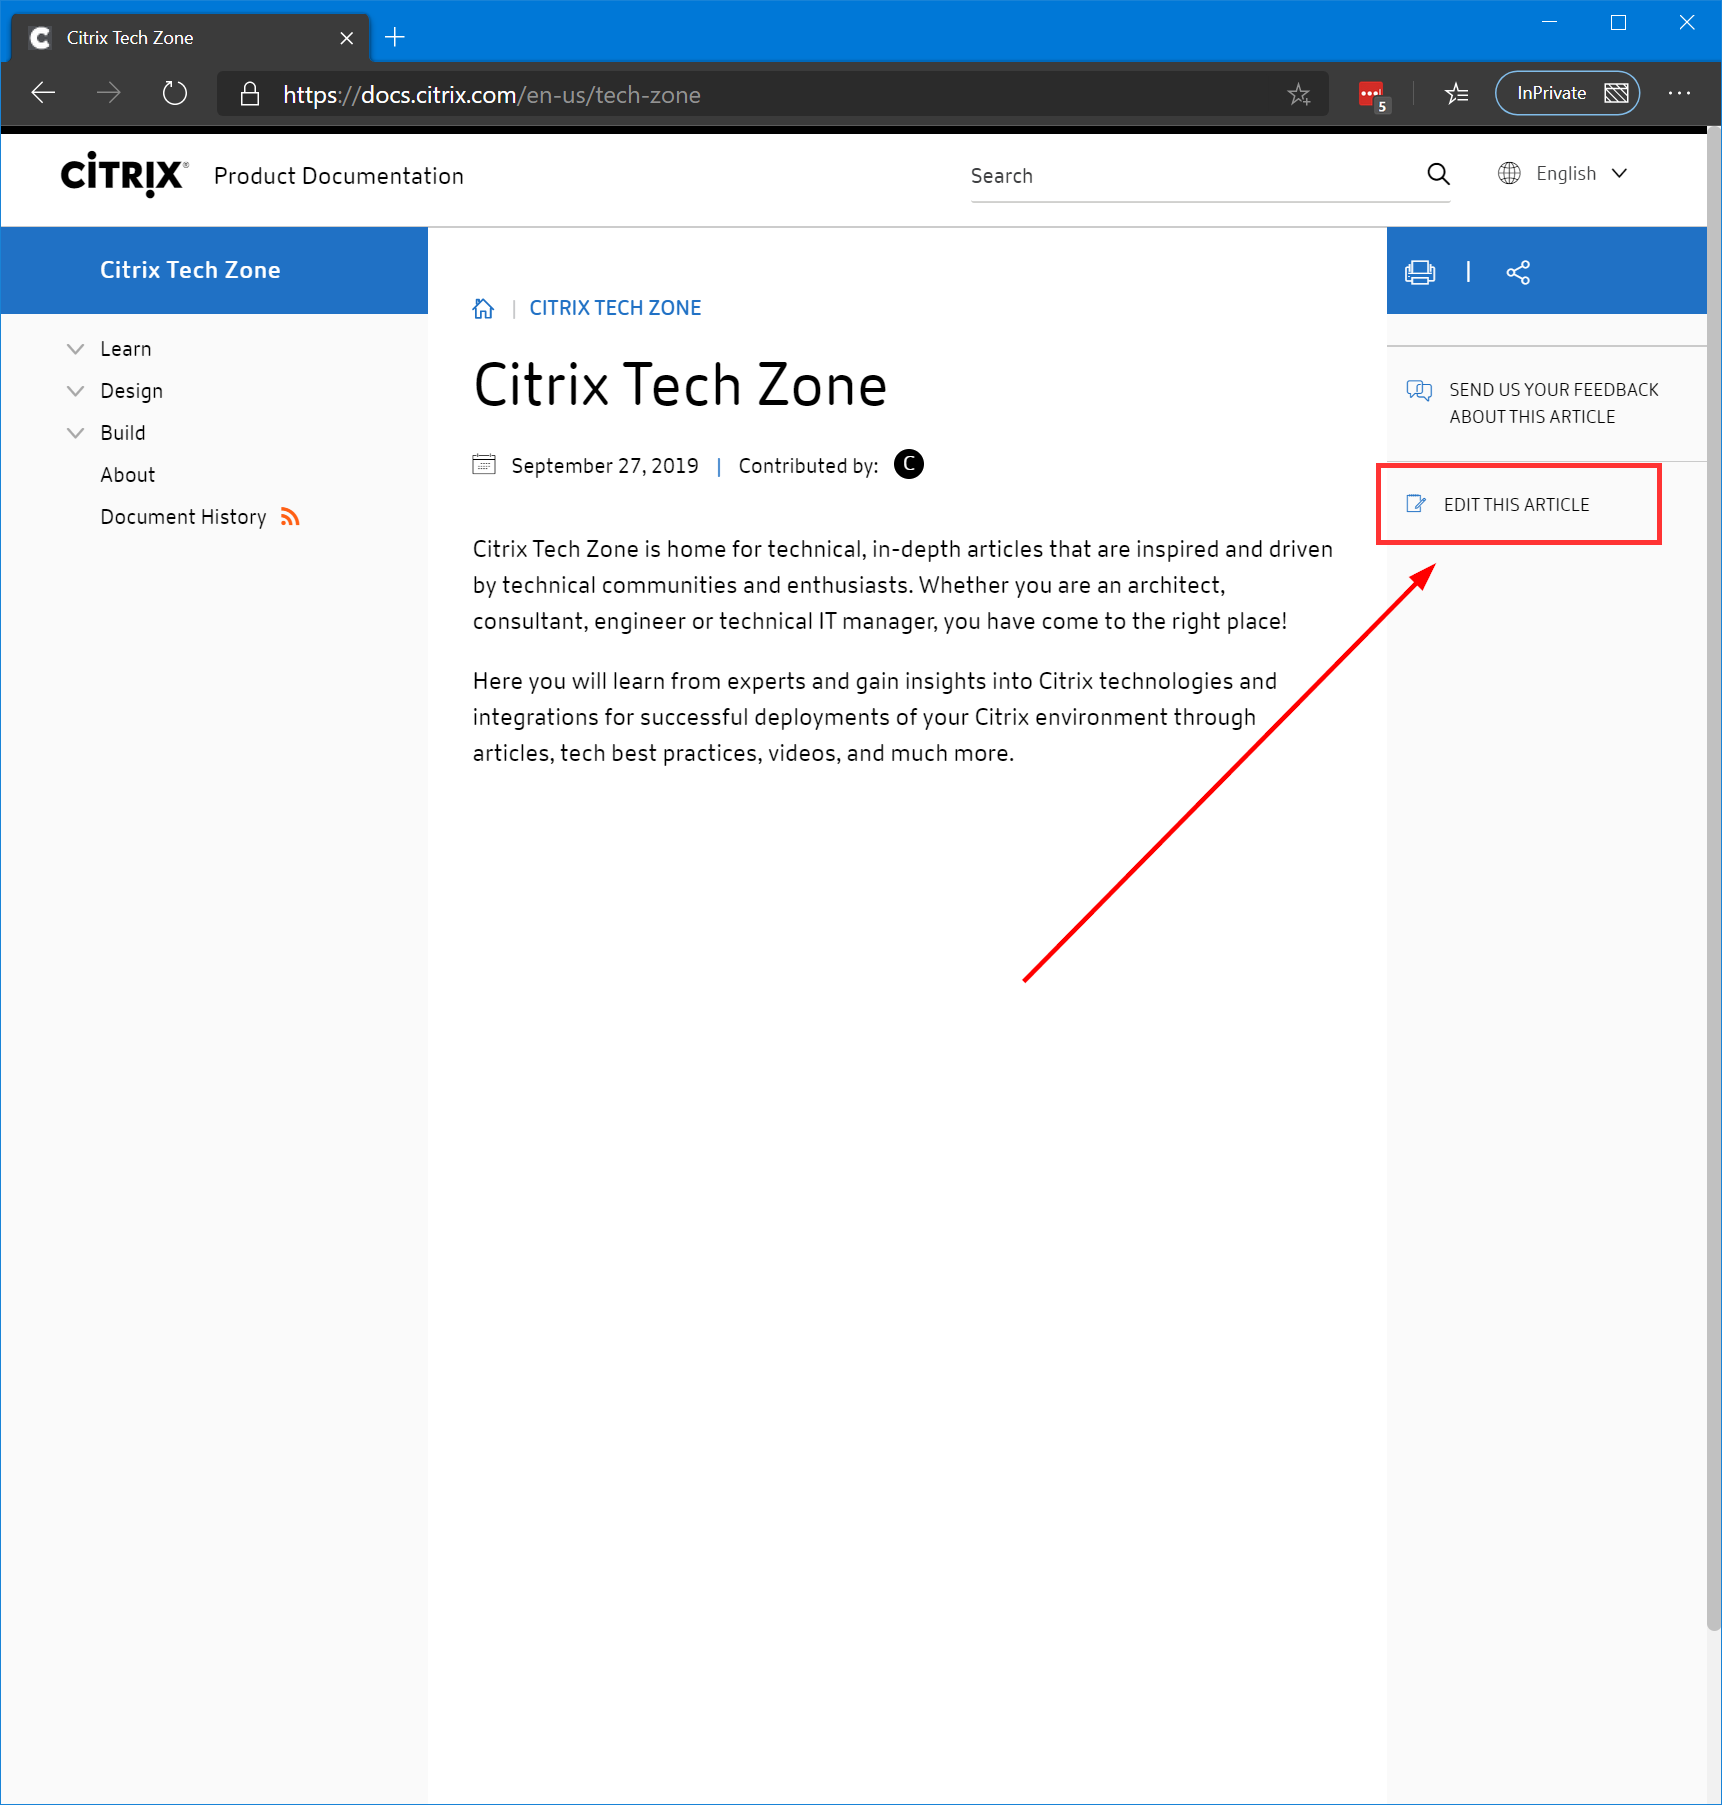 Citrix Tech Zone
https://docs.citrix.com/en-us/tech-zone
5
InPrivate
CiTRIX® Product Documentation
Search
English
Citrix Tech Zone
Learn
Design
Build
About
Document History
CITRIX TECH ZONE
Citrix Tech Zone
September 27, 2019 | Contributed by: C
Citrix Tech Zone is home for technical, in-depth articles that are inspired and driven
by technical communities and enthusiasts. Whether you are an architect,
consultant, engineer or technical IT manager, you have come to the right place!
Here you will learn from experts and gain insights into Citrix technologies and
integrations for successful deployments of your Citrix environment through
articles, tech best practices, videos, and much more.
SEND US YOUR FEEDBACK
ABOUT THIS ARTICLE
EDIT THIS ARTICLE